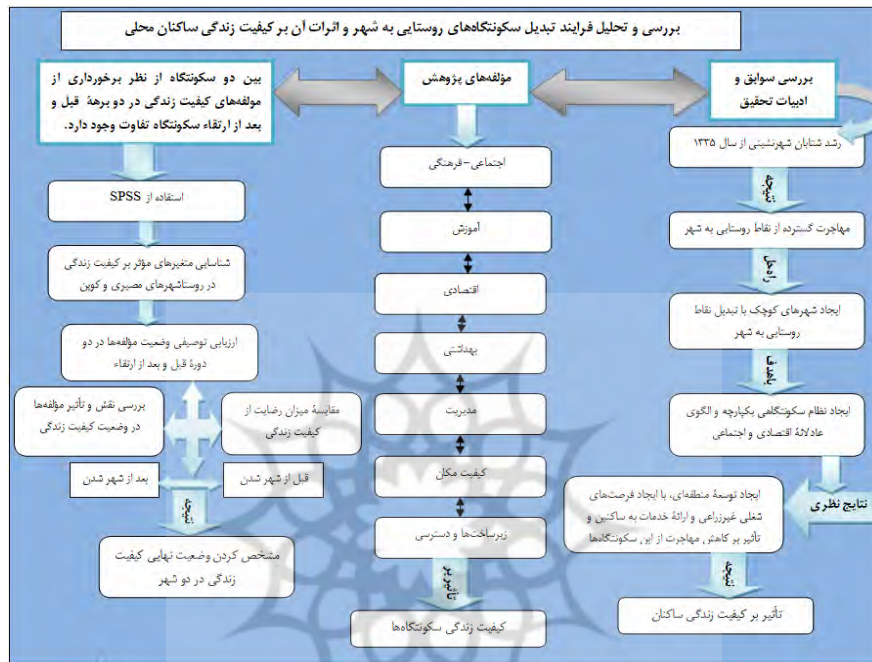 بررسی و تحلیل فرایند تبدیل سکونتگاه‌های روستایی به شهر و اثرات آن بر کیفیت زندگی ساکنان محلی
بررسی سوابق و
ادبیات تحقیق
رشد شتابان شهرنشینی از سال ۱۳۳۵
نتیجه
مهاجرت گسترده از نقاط روستایی به شهر
راه‌حل
ایجاد شهرهای کوچک با تبدیل نقاط
روستایی به شهر
باهدف
ایجاد نظام سکونتگاهی یکپارچه و الگوی
عادلانۀ اقتصادی و اجتماعی
نتایج نظری
ایجاد توسعۀ منطقه‌ای، با ایجاد فرصت‌های
شغلی غیرزراعی و ارائۀ خدمات به ساکنین و
تأثیر بر کاهش مهاجرت از این سکونتگاه‌ها
نتیجه
تأثیر بر کیفیت زندگی ساکنان
مؤلفه‌های پژوهش
اجتماعی-فرهنگی
آموزش
اقتصادی
بهداشتی
مدیریت
کیفیت مکان
زیرساخت‌ها و دسترسی
تأثیر بر
کیفیت زندگی سکونتگاه‌ها
بین دو سکونتگاه از نظر برخورداری از
مولفه‌های کیفیت زندگی در دو برهۀ قبل و
بعد از ارتقاء سکونتگاه تفاوت وجود دارد.
استفاده از SPSS
شناسایی متغیرهای مؤثر بر کیفیت زندگی
در روستاشهرهای مصیری و کوپن
ارزیابی توصیفی وضعیت مؤلفه‌ها در دو
دورۀ قبل و بعد از ارتقاء
مقایسۀ میزان رضایت از
کیفیت زندگی
بررسی نقش و تأثیر مؤلفه‌ها
در وضعیت کیفیت زندگی
قبل از شهر شدن
بعد از شهر شدن
نتیجه
مشخص کردن وضعیت نهایی کیفیت
زندگی در دو شهر